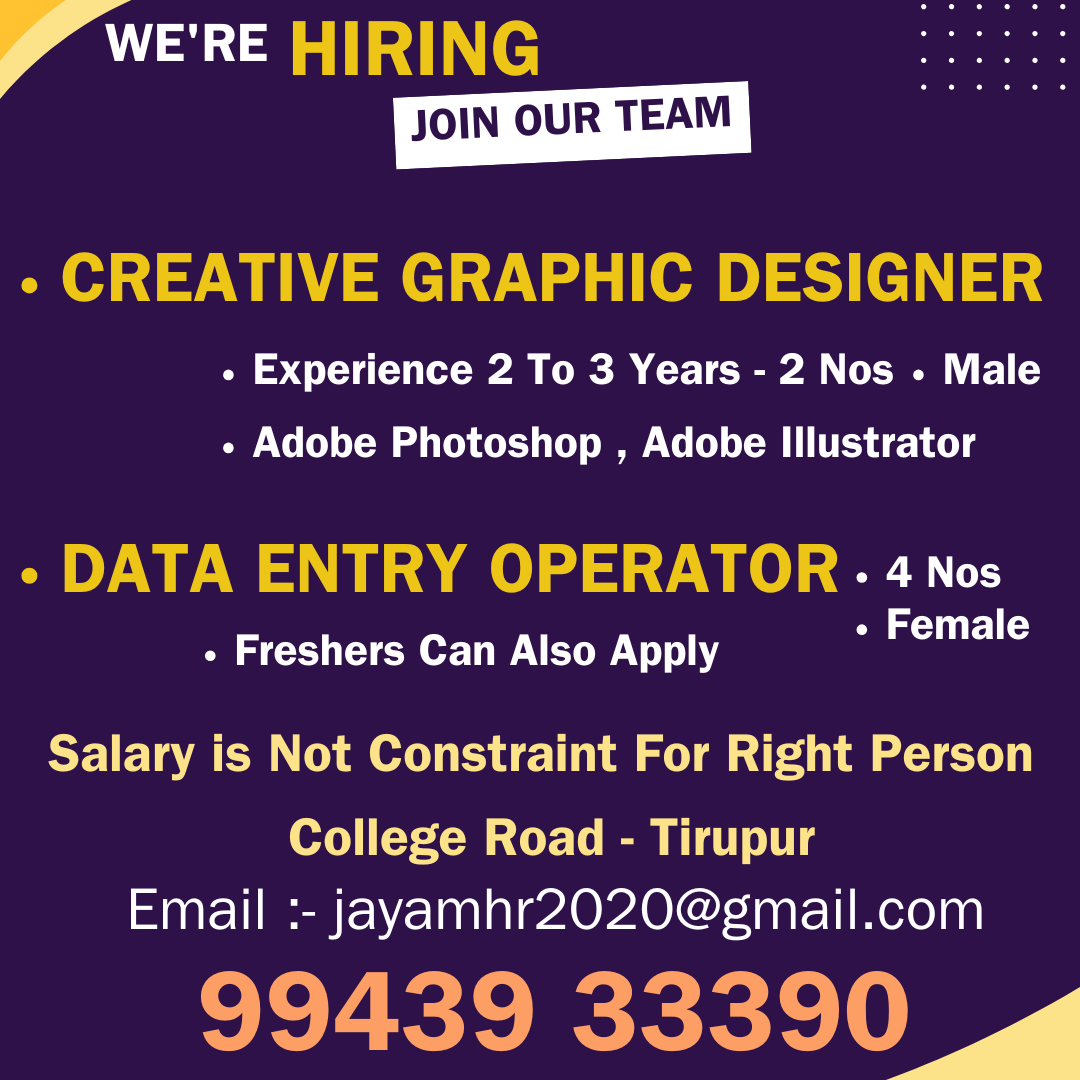 WE'RE HIRING
JOIN OUR TEAM
• CREATIVE GRAPHIC DESIGNER
• Experience 2 To 3 Years - 2 Nos • Male
• Adobe Photoshop , Adobe Illustrator
• DATA ENTRY OPERATOR • 4 Nos
• Female
• Freshers Can Also Apply
Salary is Not Constraint For Right Person
College Road - Tirupur
Email :- jayamhr2020@gmail.com
99439 33390